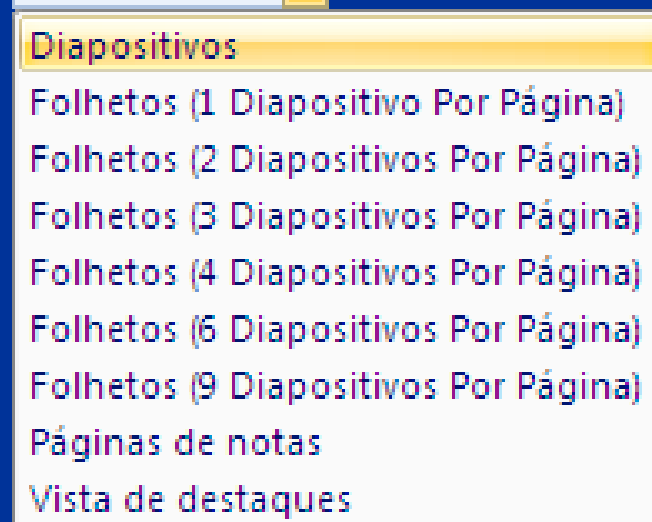 Diapositivos
Folhetos (1 Diapositivo Por Página)
Folhetos (2 Diapositivos Por Página)
Folhetos (3 Diapositivos Por Página)
Folhetos (4 Diapositivos Por Página)
Folhetos (6 Diapositivos Por Página)
Folhetos (9 Diapositivos Por Página)
Páginas de notas
Vista de destaques